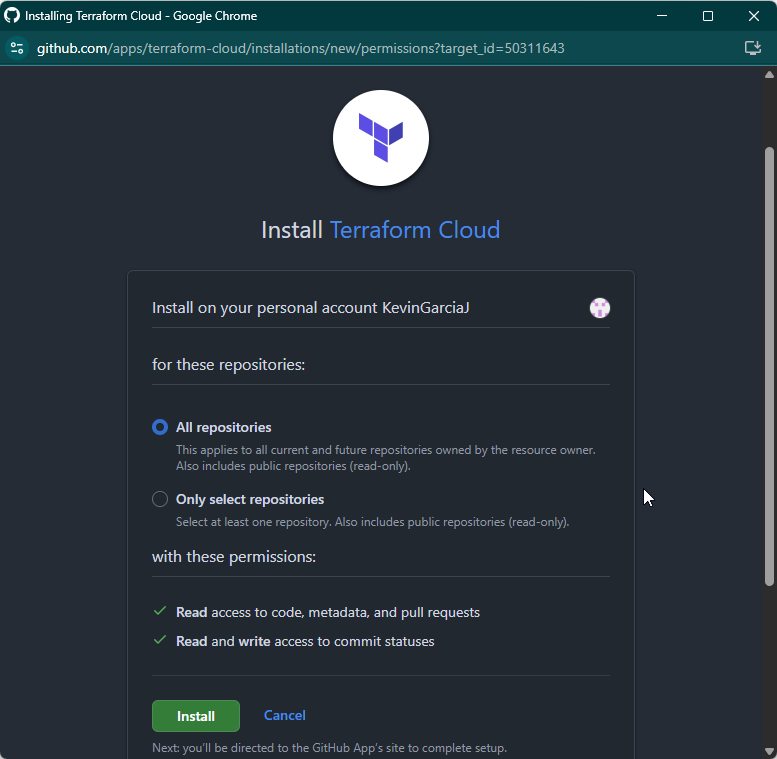 Installing Terraform Cloud - Google Chrome
github.com/apps/terraform-cloud/installations/new/permissions?target_id=50311643
Install Terraform Cloud
Install on your personal account KevinGarciaJ
for these repositories:
All repositories
This applies to all current and future repositories owned by the resource owner.
Also includes public repositories (read-only).
Only select repositories
Select at least one repository. Also includes public repositories (read-only).
with these permissions:
Read access to code, metadata, and pull requests
Read and write access to commit statuses
Install
Cancel
Next: you'll be directed to the GitHub App's site to complete setup.